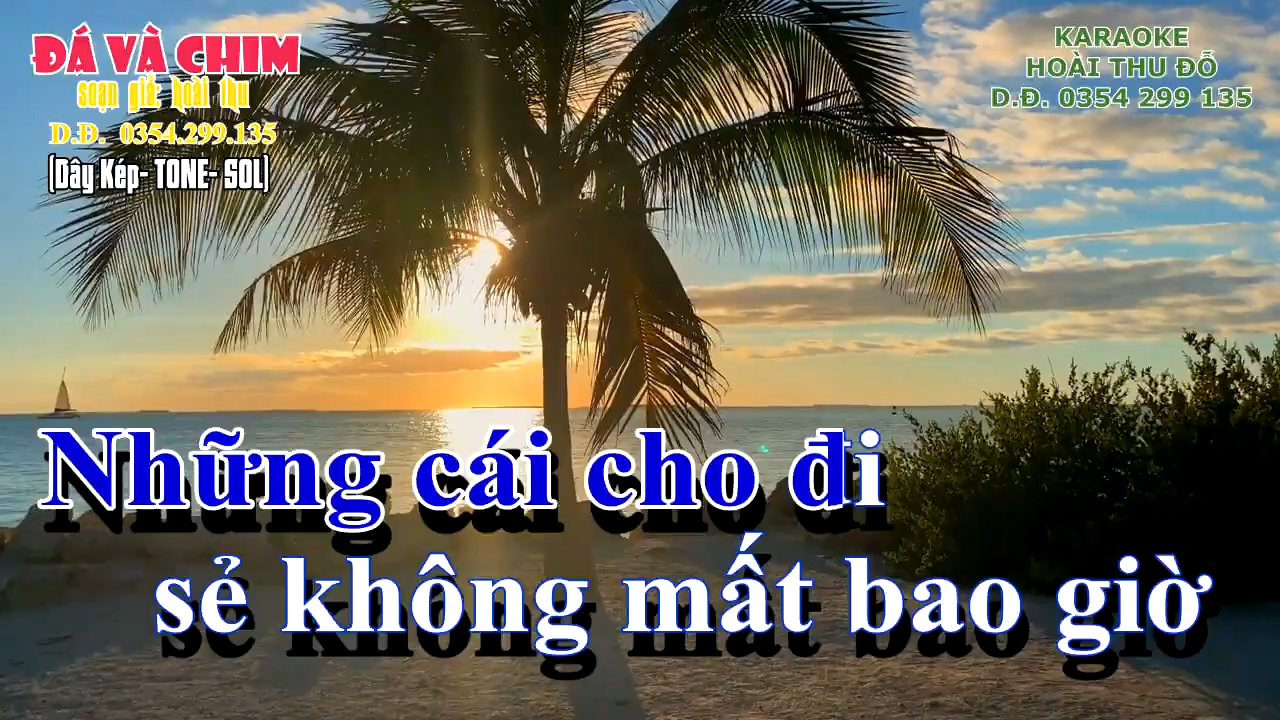 ĐÁ VÀ CHIM
soạn giả: hoài thu
D.Đ. 0354.299.135
(Dây Kép- TONE- SOL)
KARAOKE
HOÀI THU ĐỖ
D.Đ. 0354 299 135
Những cái cho đi
sẻ không mất bao giờ